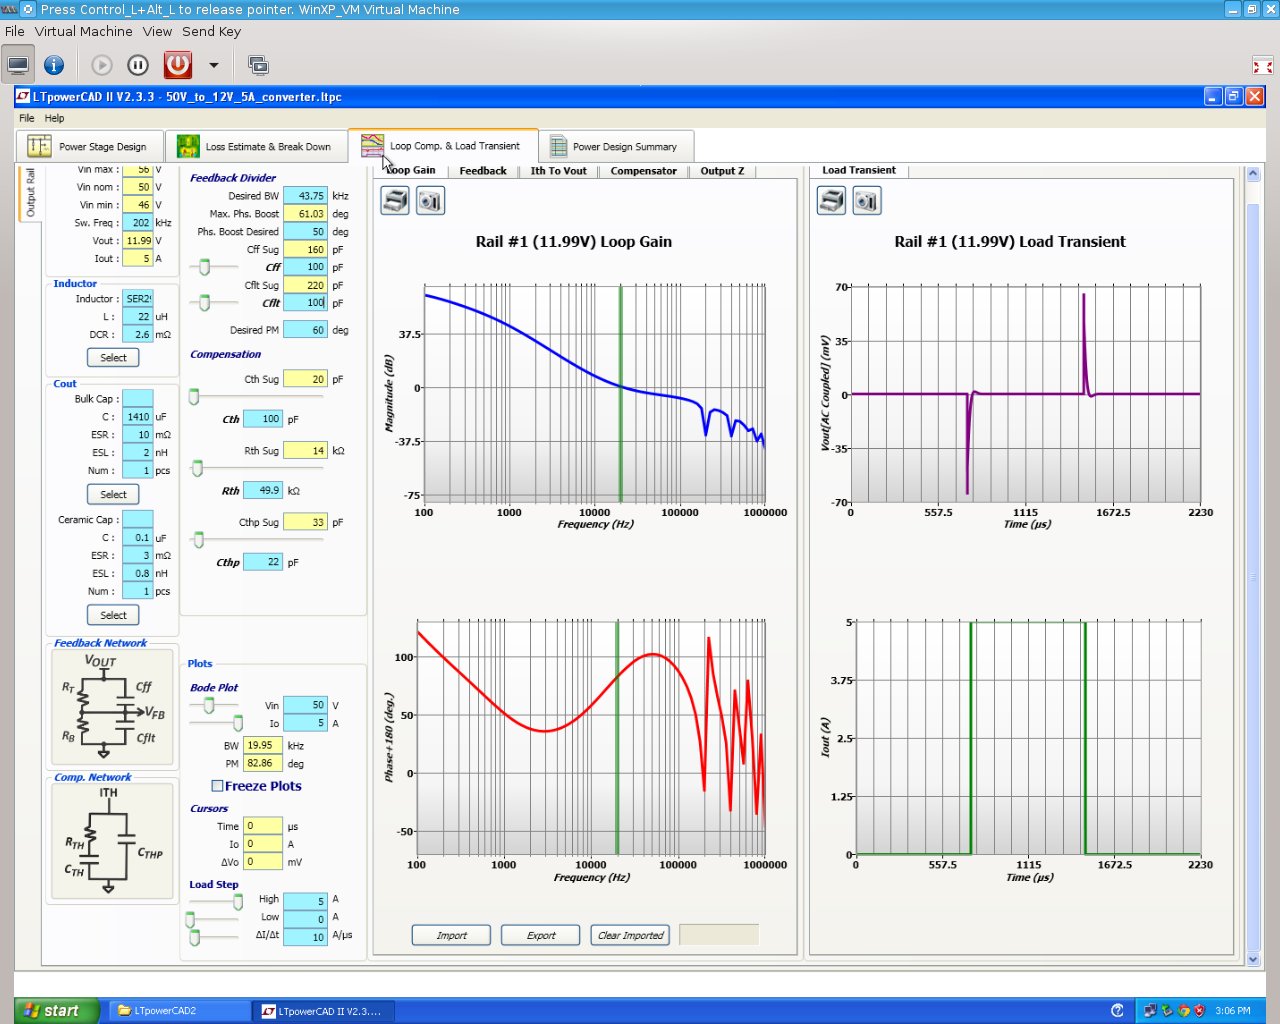 Press Control_L+Alt_L to release pointer. WinXP_VM Virtual Machine
File Virtual Machine View Send Key
LTpowerCAD II V2.3.3 - 50V_to_12V_5A_converter.ltpc
File Help
Power Stage Design
Loss Estimate & Break Down
Loop Comp. & Load Transient
Power Design Summary
Output Rail
Vin max : 56 V
Vin nom : 50 V
Vin min : 46 V
Sw. Freq : 202 kHz
Vout : 11.99 V
Iout : 5 A
Inductor
Inductor : SER2
L : 22 uH
DCR : 2.6 mΩ
Select
Cout
Bulk Cap :
C : 1410 uF
ESR : 10 mΩ
ESL : 2 nH
Num : 1 pcs
Select
Ceramic Cap :
C : 0.1 uF
ESR : 3 mΩ
ESL : 0.8 nH
Num : 1 pcs
Select
Feedback Network
VOUT
RT Cff
VFB
RB Cflt
Comp. Network
ITH
RTH
CTH CTHP
Feedback Divider
Desired BW 43.75 kHz
Max. Phs. Boost 61.03 deg
Phs. Boost Desired 50 deg
Cff Sug 160 pF
Cff 100 pF
Cflt Sug 220 pF
Cflt 100 pF
Desired PM 60 deg
Compensation
Cth Sug 20 pF
Cth 100 pF
Rth Sug 14 kΩ
Rth 49.9 kΩ
Cthp Sug 33 pF
Cthp 22 pF
Plots
Bode Plot
Vin 50 V
Io 5 A
BW 19.95 kHz
PM 82.86 deg
Freeze Plots
Cursors
Time 0 µs
Io 0 A
ΔVo 0 mV
Load Step
High 5 A
Low 0 A
ΔI/Δt 10 A/µs
Loop Gain Feedback Ith To Vout Compensator Output Z
Rail #1 (11.99V) Loop Gain
Magnitude (dB)
37.5
0
-37.5
-75
100 1000 10000 100000 1000000
Frequency (Hz)
Phase+180 (deg.)
100
50
0
-50
100 1000 10000 100000 1000000
Frequency (Hz)
Import Export Clear Imported
Load Transient
Rail #1 (11.99V) Load Transient
Vout[AC Coupled] (mV)
70
35
0
-35
-70
0 557.5 1115 1672.5 2230
Time (µs)
Iout (A)
5
3.75
2.5
1.25
0
0 557.5 1115 1672.5 2230
Time (µs)
start
LTpowerCAD2
LTpowerCAD II V2.3....
3:06 PM